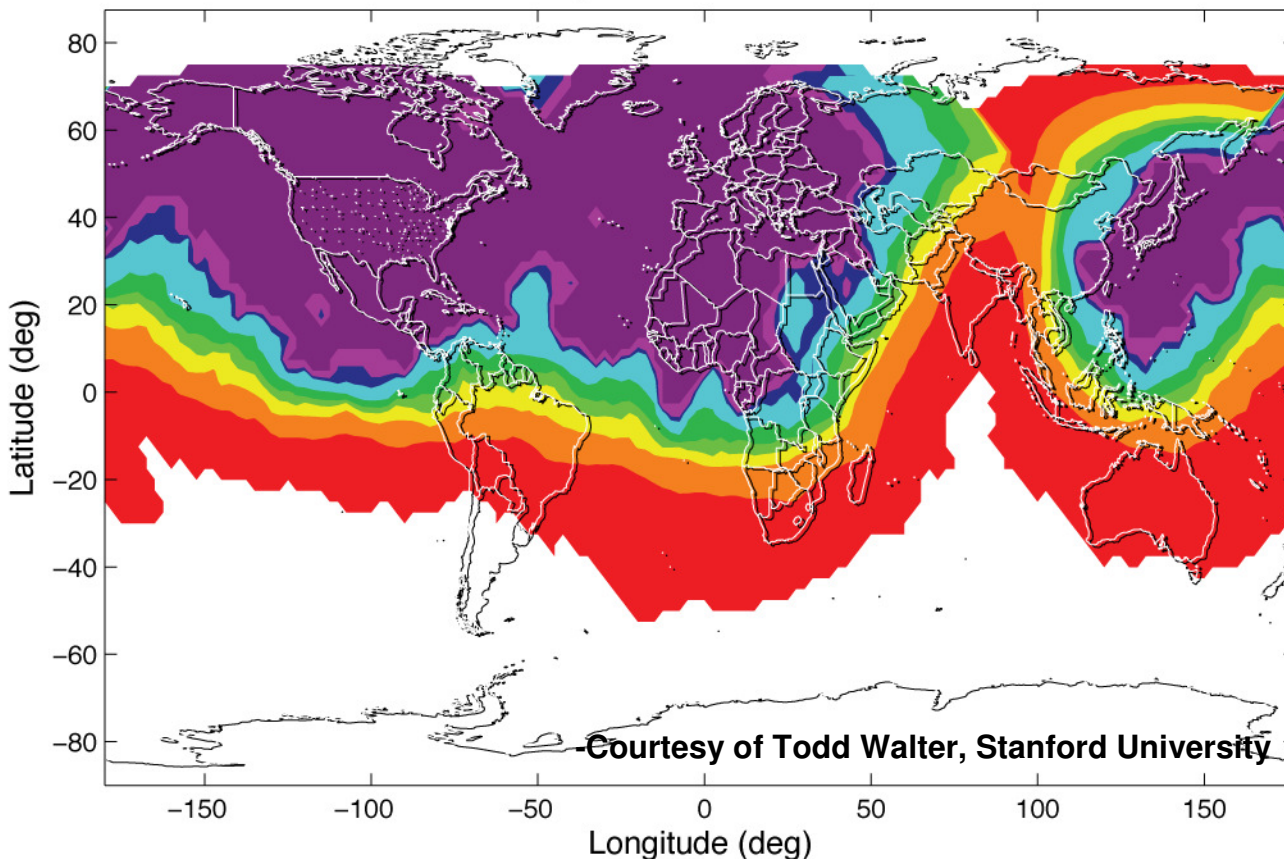 80
60
40
20
0
−20
−40
−60
−80
Latitude (deg)
-Courtesy of Todd Walter, Stanford University
−150 −100 −50 0 50 100 150
Longitude (deg)